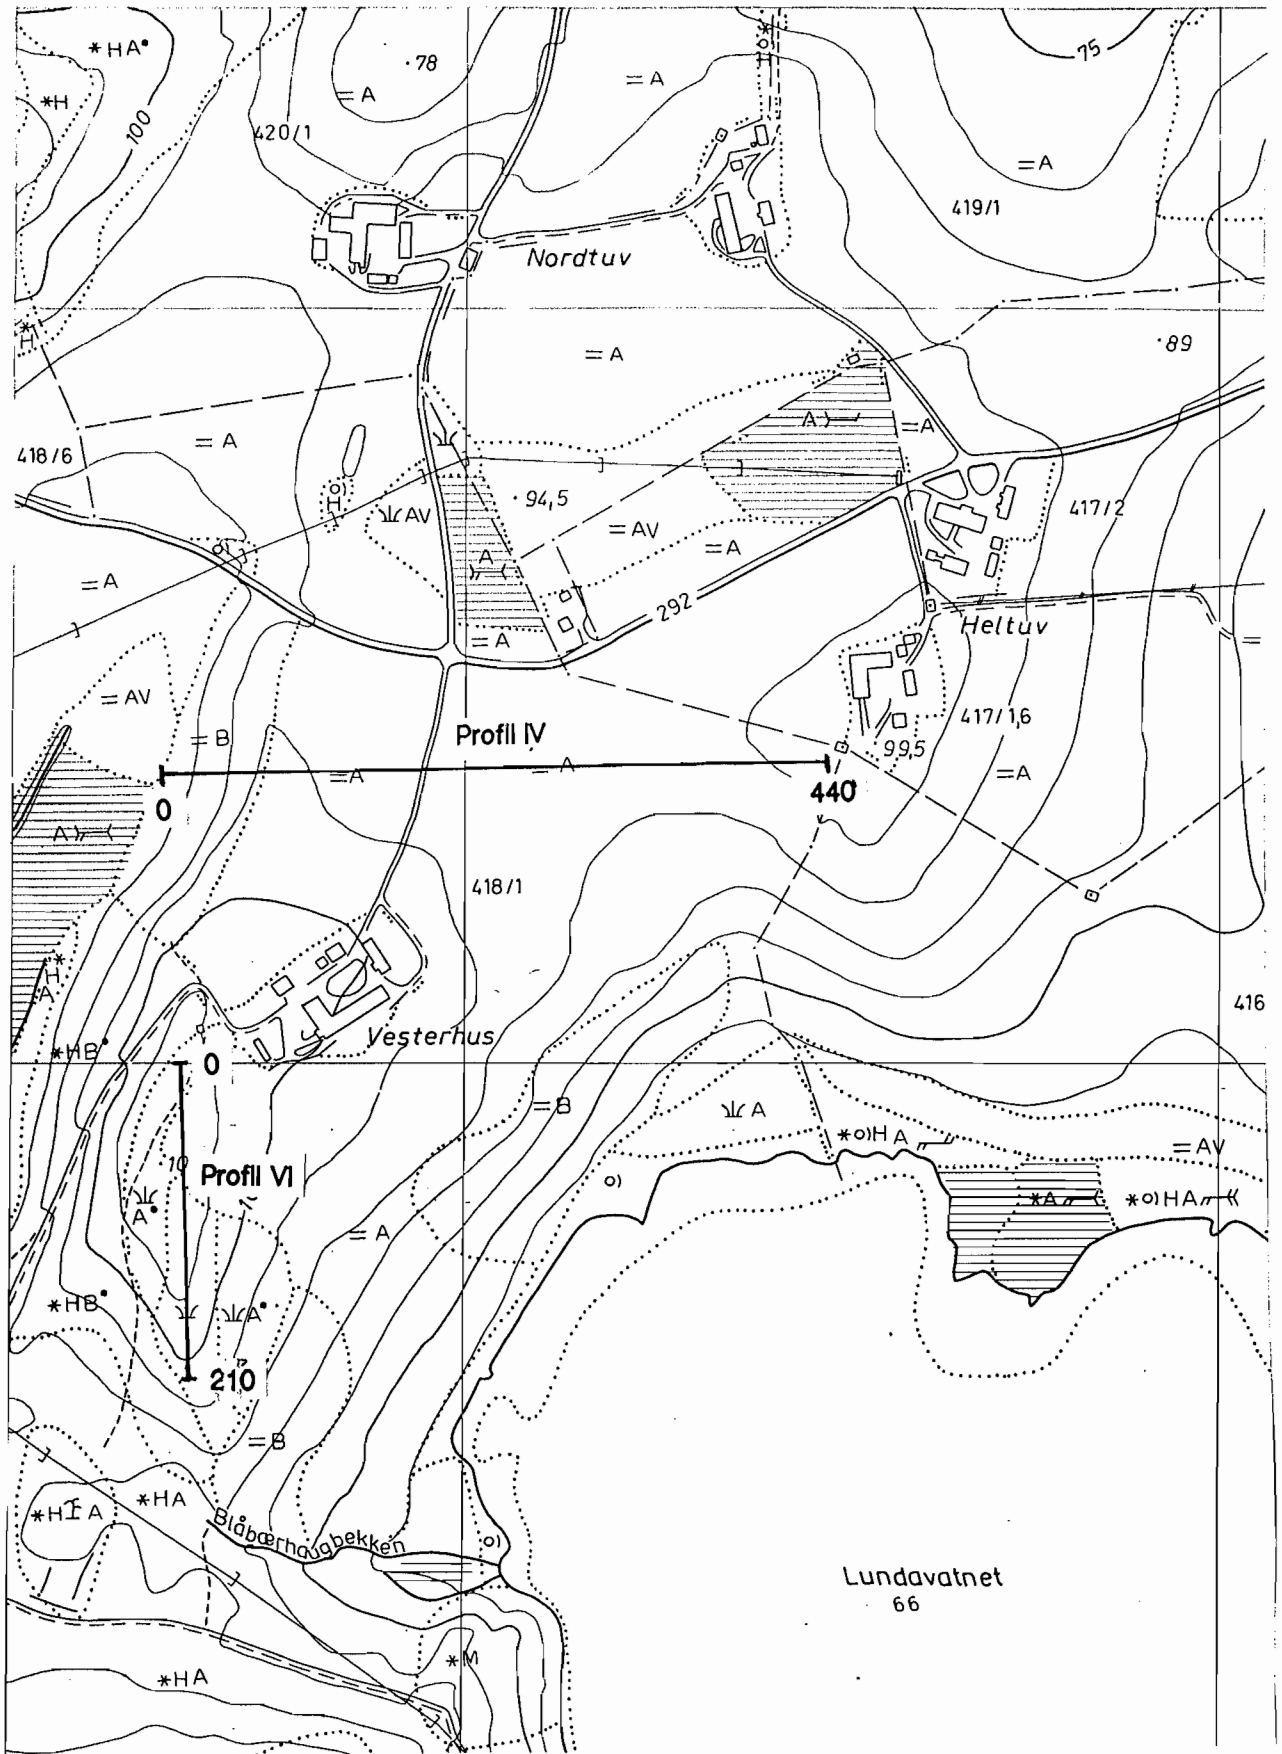 *HA•
•78
75
= A
= A
*H
100
420/1
= A
419/1
Nordtuv
•89
= A
= A
A
= A
418/6
•94,5
AV
= AV
417/2
= A
A
= A
292
= A
Heltuv
= AV
417/1,6
= B
Profil IV
99,5
= A
= A
= A
0
440
A
418/1
*
H
A
416
Vesterhus
*HB•
0
= B
A
*o)HA
= AV
10
Profil VI
o)
*A
*o)HA
A•
= A
*HB•
A•
210
= B
*HA
*H A
Blåbærhaugbekken
o)
Lundavatnet
66
*M
*HA